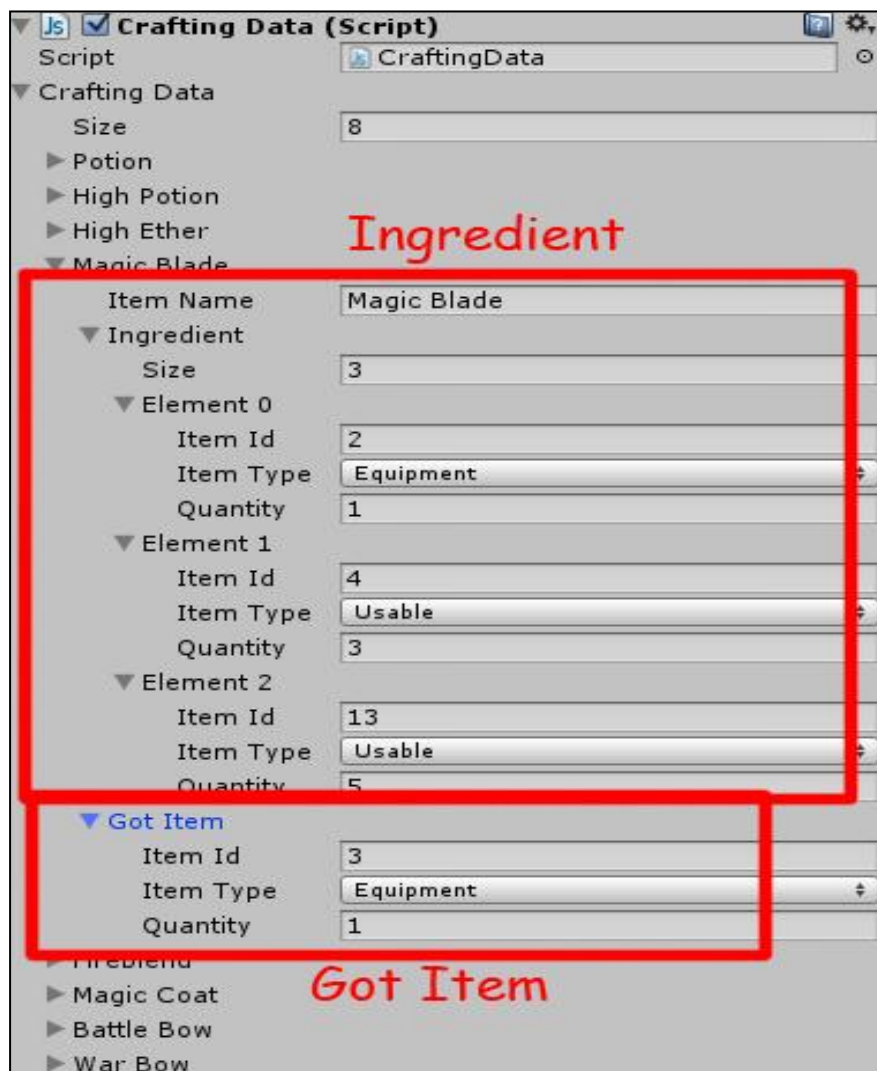 Crafting Data (Script)
Script CraftingData
Crafting Data
Size 8
Potion
High Potion
High Ether
Ingredient
Magic Blade
Item Name Magic Blade
Ingredient
Size 3
Element 0
Item Id 2
Item Type Equipment
Quantity 1
Element 1
Item Id 4
Item Type Usable
Quantity 3
Element 2
Item Id 13
Item Type Usable
Quantity 5
Got Item
Item Id 3
Item Type Equipment
Quantity 1
Fireblend
Got Item
Magic Coat
Battle Bow
War Bow